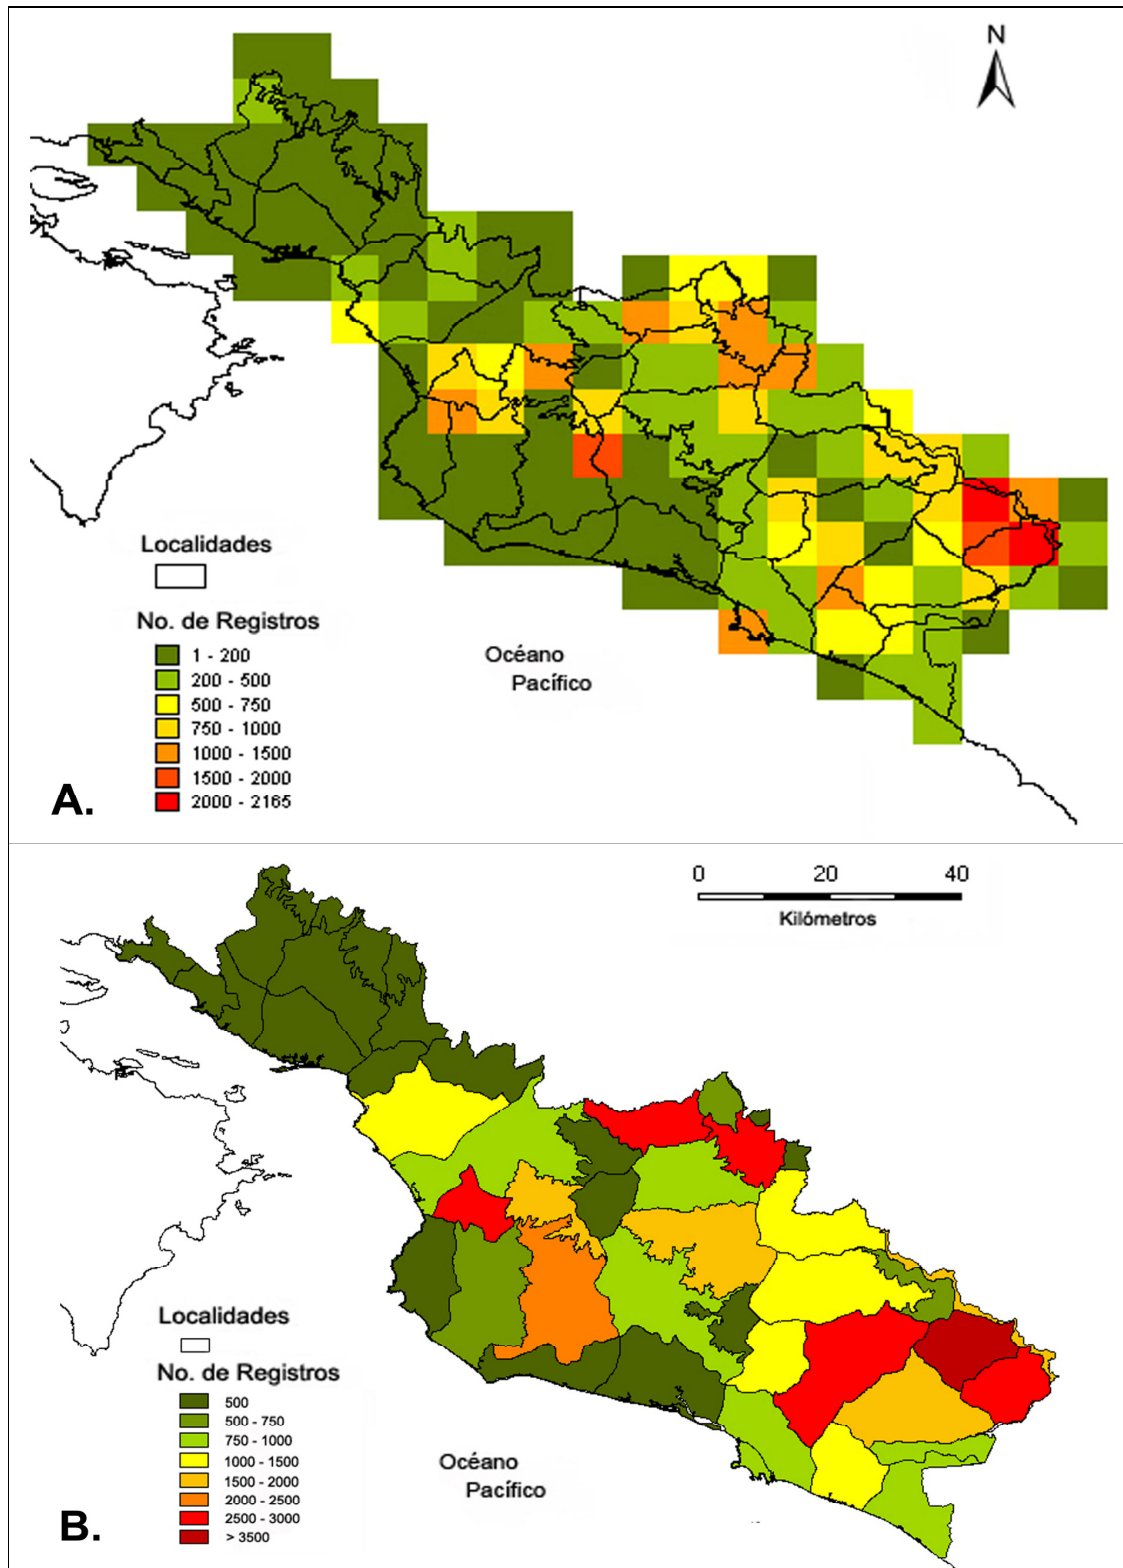 N
Localidades
No. de Registros
1 - 200
200 - 500
500 - 750
750 - 1000
1000 - 1500
1500 - 2000
2000 - 2165
Océano
Pacífico
A.
0 20 40
Kilómetros
Localidades
No. de Registros
500
500 - 750
750 - 1000
1000 - 1500
1500 - 2000
2000 - 2500
2500 - 3000
> 3500
Océano
Pacífico
B.